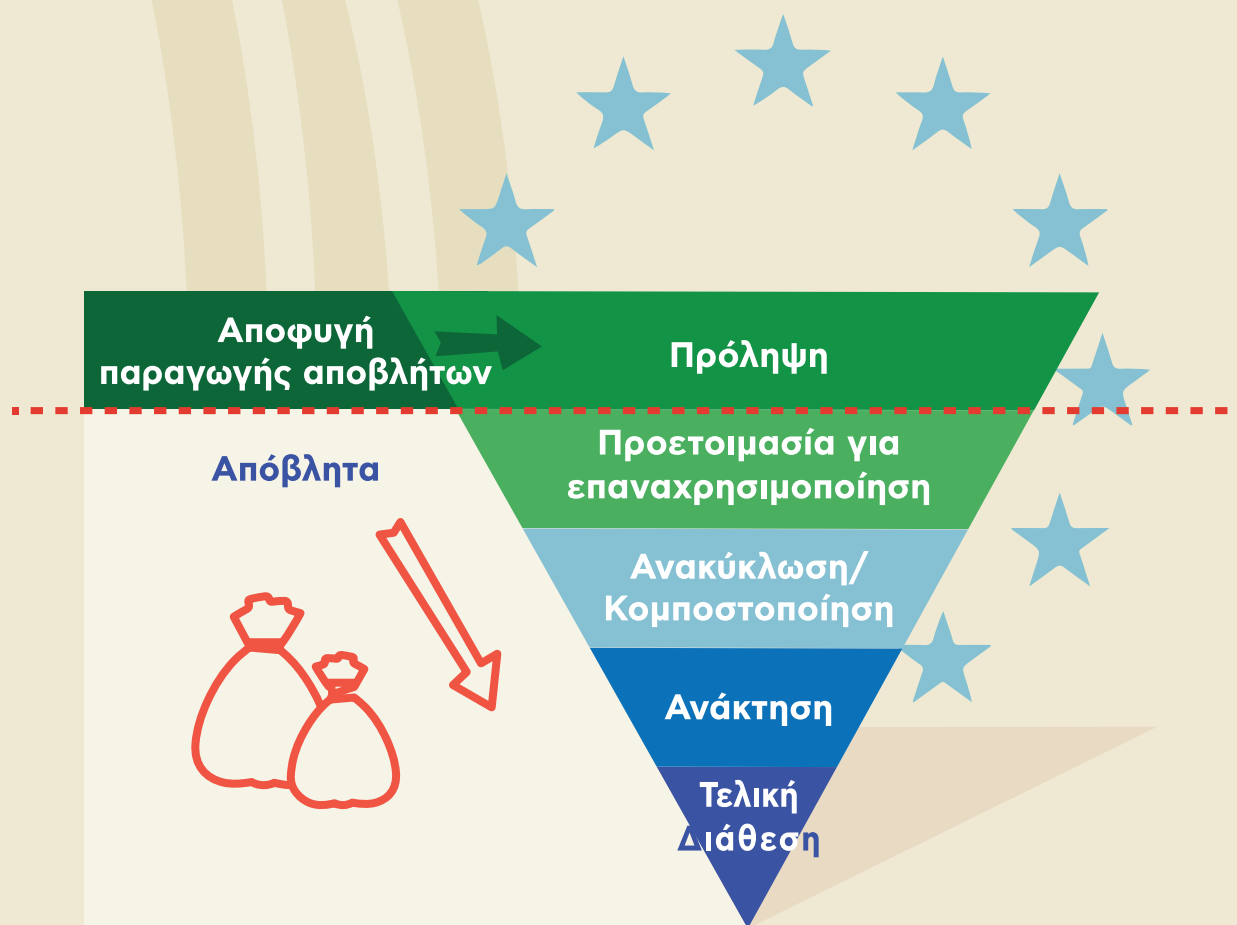 Αποφυγή
παραγωγής αποβλήτων
Πρόληψη
Απόβλητα
Προετοιμασία για
επαναχρησιμοποίηση
Ανακύκλωση/
Κομποστοποίηση
Ανάκτηση
Τελική
Διάθεση